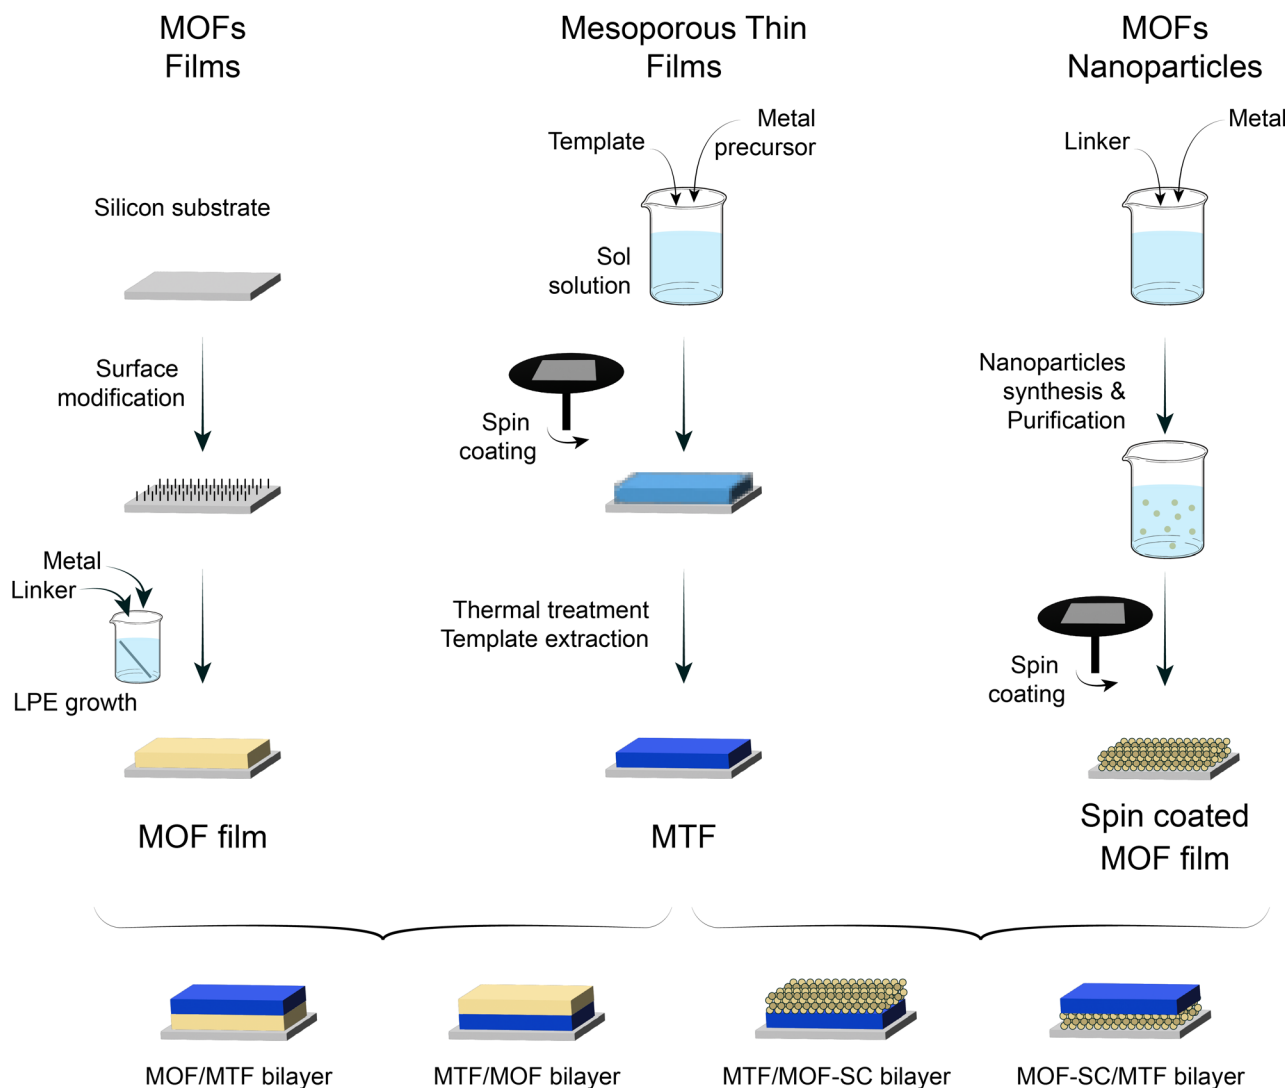 MOFs
Films
Silicon substrate
Surface
modification
Metal
Linker
LPE growth
MOF film
Mesoporous Thin
Films
Template
Metal
precursor
Sol
solution
Spin
coating
Thermal treatment
Template extraction
MTF
MOFs
Nanoparticles
Linker
Metal
Nanoparticles
synthesis &
Purification
Spin
coating
Spin coated
MOF film
MOF/MTF bilayer
MTF/MOF bilayer
MTF/MOF-SC bilayer
MOF-SC/MTF bilayer